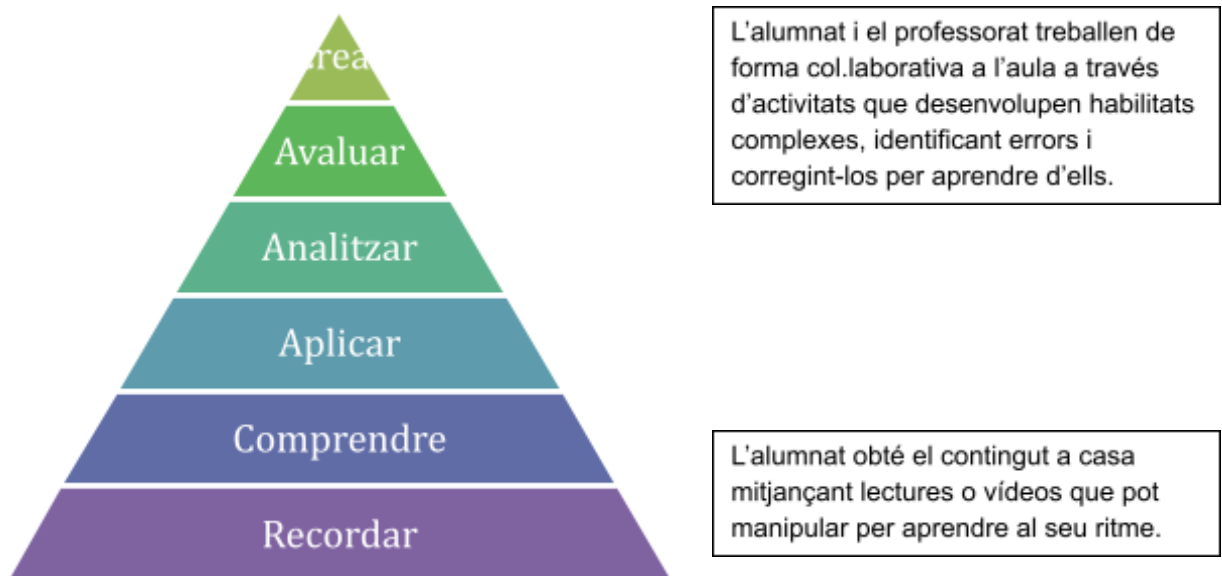 Crear
Avaluar
Analitzar
Aplicar
Comprendre
Recordar
L'alumnat i el professorat treballen de
forma col.laborativa a l'aula a través
d'activitats que desenvolupen habilitats
complexes, identificant errors i
corregint-los per aprendre d'ells.
L'alumnat obté el contingut a casa
mitjançant lectures o vídeos que pot
manipular per aprendre al seu ritme.